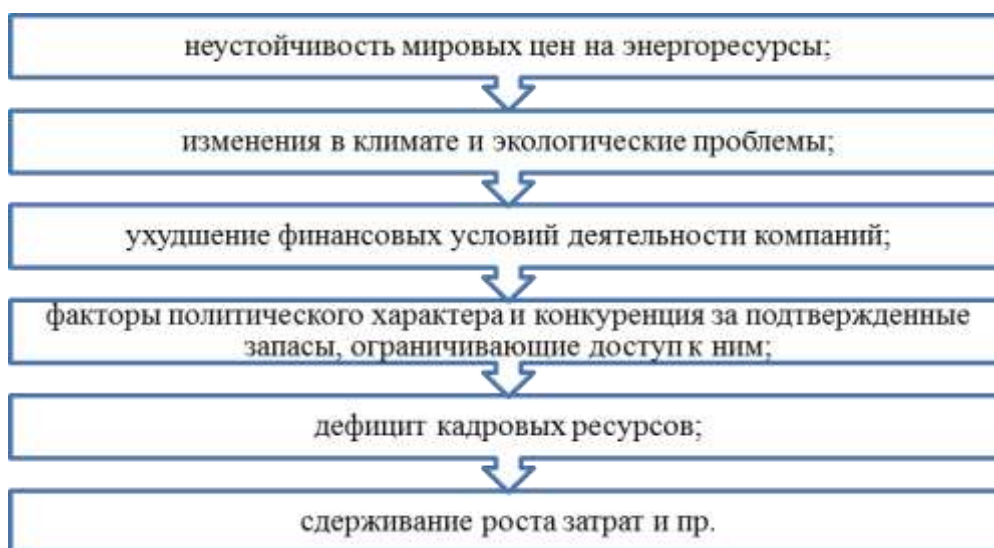 неустойчивость мировых цен на энергоресурсы;
изменения в климате и экологические проблемы;
ухудшение финансовых условий деятельности компаний;
факторы политического характера и конкуренция за подтвержденные
запасы, ограничивающие доступ к ним;
дефицит кадровых ресурсов;
сдерживание роста затрат и пр.